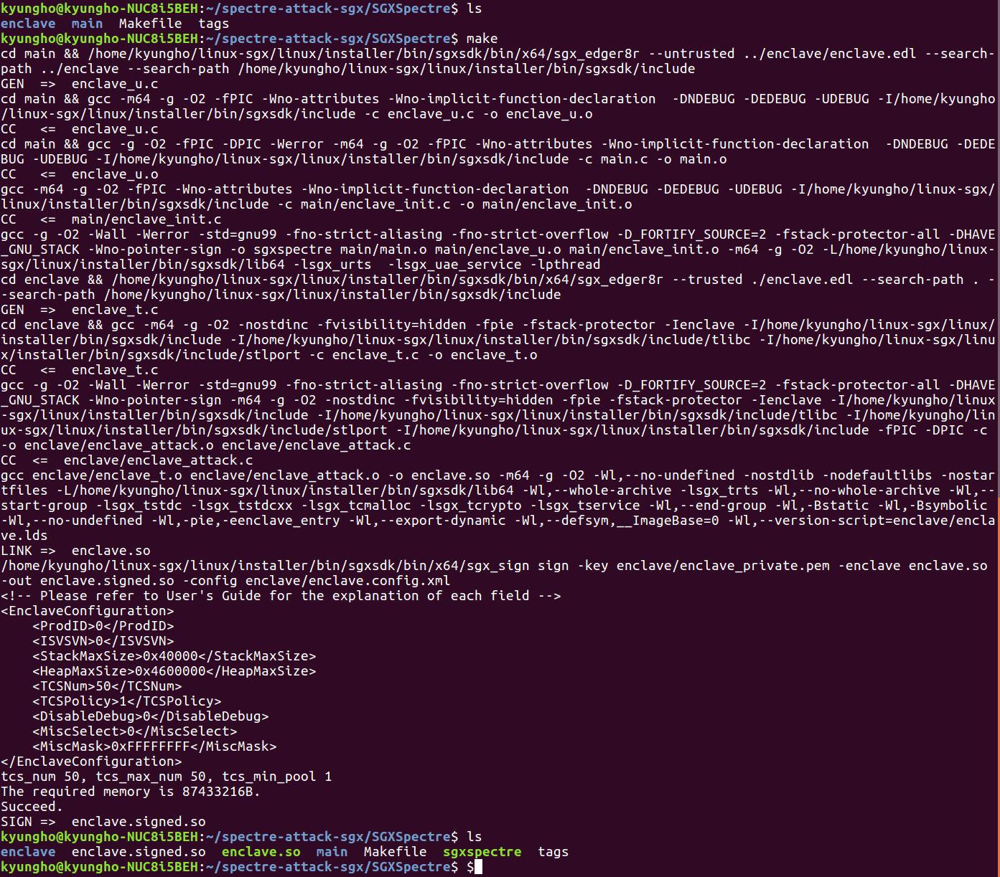 kyungho@kyungho-NUC8i5BEH:~/spectre-attack-sgx/SGXSpectre$ ls
enclave  main  Makefile  tags
kyungho@kyungho-NUC8i5BEH:~/spectre-attack-sgx/SGXSpectre$ make
cd main && /home/kyungho/linux-sgx/linux/installer/bin/sgxsdk/bin/x64/sgx_edger8r --untrusted ../enclave/enclave.edl --search-
path ../enclave --search-path /home/kyungho/linux-sgx/linux/installer/bin/sgxsdk/include
GEN  =>  enclave_u.c
cd main && gcc -m64 -g -O2 -fPIC -Wno-attributes -Wno-implicit-function-declaration  -DNDEBUG -DEDEBUG -UDEBUG -I/home/kyungho
/linux-sgx/linux/installer/bin/sgxsdk/include -c enclave_u.c -o enclave_u.o
CC   <=  enclave_u.c
cd main && gcc -g -O2 -fPIC -DPIC -Werror -m64 -g -O2 -fPIC -Wno-attributes -Wno-implicit-function-declaration  -DNDEBUG -DEDE
BUG -UDEBUG -I/home/kyungho/linux-sgx/linux/installer/bin/sgxsdk/include -c main.c -o main.o
CC   <=  enclave_u.o
gcc -m64 -g -O2 -fPIC -Wno-attributes -Wno-implicit-function-declaration  -DNDEBUG -DEDEBUG -UDEBUG -I/home/kyungho/linux-sgx/
linux/installer/bin/sgxsdk/include -c main/enclave_init.c -o main/enclave_init.o
CC   <=  main/enclave_init.c
gcc -g -O2 -Wall -Werror -std=gnu99 -fno-strict-aliasing -fno-strict-overflow -D_FORTIFY_SOURCE=2 -fstack-protector-all -DHAVE
_GNU_STACK -Wno-pointer-sign -o sgxspectre main/main.o main/enclave_u.o main/enclave_init.o -m64 -g -O2 -L/home/kyungho/linux-
sgx/linux/installer/bin/sgxsdk/lib64 -lsgx_urts  -lsgx_uae_service -lpthread
cd enclave && /home/kyungho/linux-sgx/linux/installer/bin/sgxsdk/bin/x64/sgx_edger8r --trusted ./enclave.edl --search-path . -
-search-path /home/kyungho/linux-sgx/linux/installer/bin/sgxsdk/include
GEN  =>  enclave_t.c
cd enclave && gcc -m64 -g -O2 -nostdinc -fvisibility=hidden -fpie -fstack-protector -Ienclave -I/home/kyungho/linux-sgx/linux/
installer/bin/sgxsdk/include -I/home/kyungho/linux-sgx/linux/installer/bin/sgxsdk/include/tlibc -I/home/kyungho/linux-sgx/linu
x/installer/bin/sgxsdk/include/stlport -c enclave_t.c -o enclave_t.o
CC   <=  enclave_t.c
gcc -g -O2 -Wall -Werror -std=gnu99 -fno-strict-aliasing -fno-strict-overflow -D_FORTIFY_SOURCE=2 -fstack-protector-all -DHAVE
_GNU_STACK -Wno-pointer-sign -m64 -g -O2 -nostdinc -fvisibility=hidden -fpie -fstack-protector -Ienclave -I/home/kyungho/linux
-sgx/linux/installer/bin/sgxsdk/include -I/home/kyungho/linux-sgx/linux/installer/bin/sgxsdk/include/tlibc -I/home/kyungho/lin
ux-sgx/linux/installer/bin/sgxsdk/include/stlport -I/home/kyungho/linux-sgx/linux/installer/bin/sgxsdk/include -fPIC -DPIC -c
-o enclave/enclave_attack.o enclave/enclave_attack.c
CC  <=  enclave/enclave_attack.c
gcc enclave/enclave_t.o enclave/enclave_attack.o -o enclave.so -m64 -g -O2 -Wl,--no-undefined -nostdlib -nodefaultlibs -nostar
tfiles -L/home/kyungho/linux-sgx/linux/installer/bin/sgxsdk/lib64 -Wl,--whole-archive -lsgx_trts -Wl,--no-whole-archive -Wl,--
start-group -lsgx_tstdc -lsgx_tstdcxx -lsgx_tcmalloc -lsgx_tcrypto -lsgx_tservice -Wl,--end-group -Wl,-Bstatic -Wl,-Bsymbolic
-Wl,--no-undefined -Wl,-pie,-eenclave_entry -Wl,--export-dynamic -Wl,--defsym,__ImageBase=0 -Wl,--version-script=enclave/encla
ve.lds
LINK =>  enclave.so
/home/kyungho/linux-sgx/linux/installer/bin/sgxsdk/bin/x64/sgx_sign sign -key enclave/enclave_private.pem -enclave enclave.so
-out enclave.signed.so -config enclave/enclave.config.xml
<!-- Please refer to User's Guide for the explanation of each field -->
<EnclaveConfiguration>
    <ProdID>0</ProdID>
    <ISVSVN>0</ISVSVN>
    <StackMaxSize>0x40000</StackMaxSize>
    <HeapMaxSize>0x4600000</HeapMaxSize>
    <TCSNum>50</TCSNum>
    <TCSPolicy>1</TCSPolicy>
    <DisableDebug>0</DisableDebug>
    <MiscSelect>0</MiscSelect>
    <MiscMask>0xFFFFFFFF</MiscMask>
</EnclaveConfiguration>
tcs_num 50, tcs_max_num 50, tcs_min_pool 1
The required memory is 87433216B.
Succeed.
SIGN =>  enclave.signed.so
kyungho@kyungho-NUC8i5BEH:~/spectre-attack-sgx/SGXSpectre$ ls
enclave  enclave.signed.so  enclave.so  main  Makefile  sgxspectre  tags
kyungho@kyungho-NUC8i5BEH:~/spectre-attack-sgx/SGXSpectre$ $